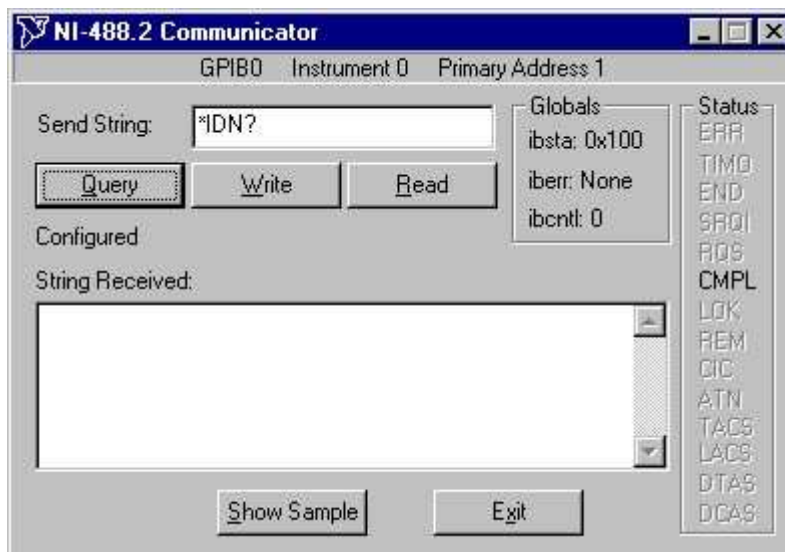 NI-488.2 Communicator
GPIB0 Instrument 0 Primary Address 1
Send String:
*IDN?
Query Write Read
Configured
String Received:
Show Sample Exit
Globals
ibsta: 0x100
iberr: None
ibcntl: 0
Status
ERR
TIMO
END
SRQI
RQS
CMPL
LOK
REM
CIC
ATN
TACS
LACS
DTAS
DCAS